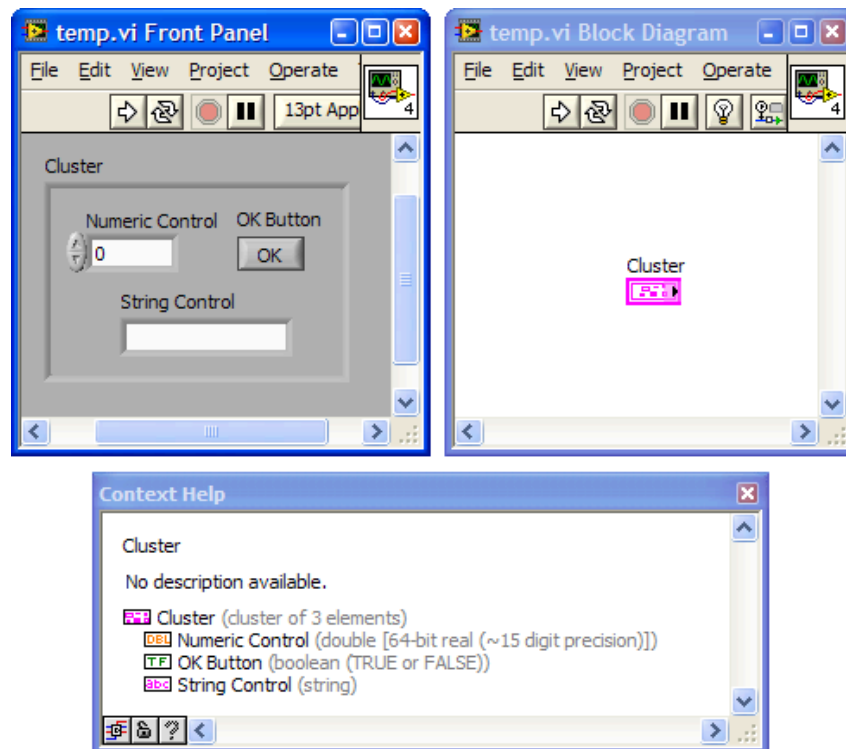 temp.vi Front Panel
File Edit View Project Operate
13pt App
4
Cluster
Numeric Control OK Button
0 OK
String Control
temp.vi Block Diagram
File Edit View Project Operate
4
Cluster
Context Help
Cluster
No description available.
Cluster (cluster of 3 elements)
DBL Numeric Control (double [64-bit real (~15 digit precision)])
TF OK Button (boolean (TRUE or FALSE))
abc String Control (string)
?